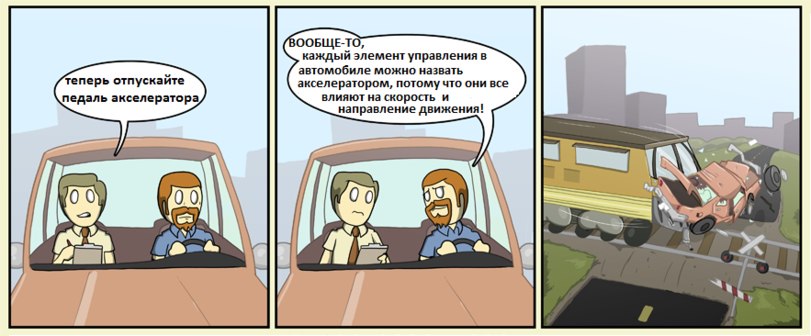 теперь отпускайте
педаль акселератора
ВООБЩЕ-ТО,
каждый элемент управления в
автомобиле можно назвать
акселератором, потому что они все
влияют на скорость и
направление движения!